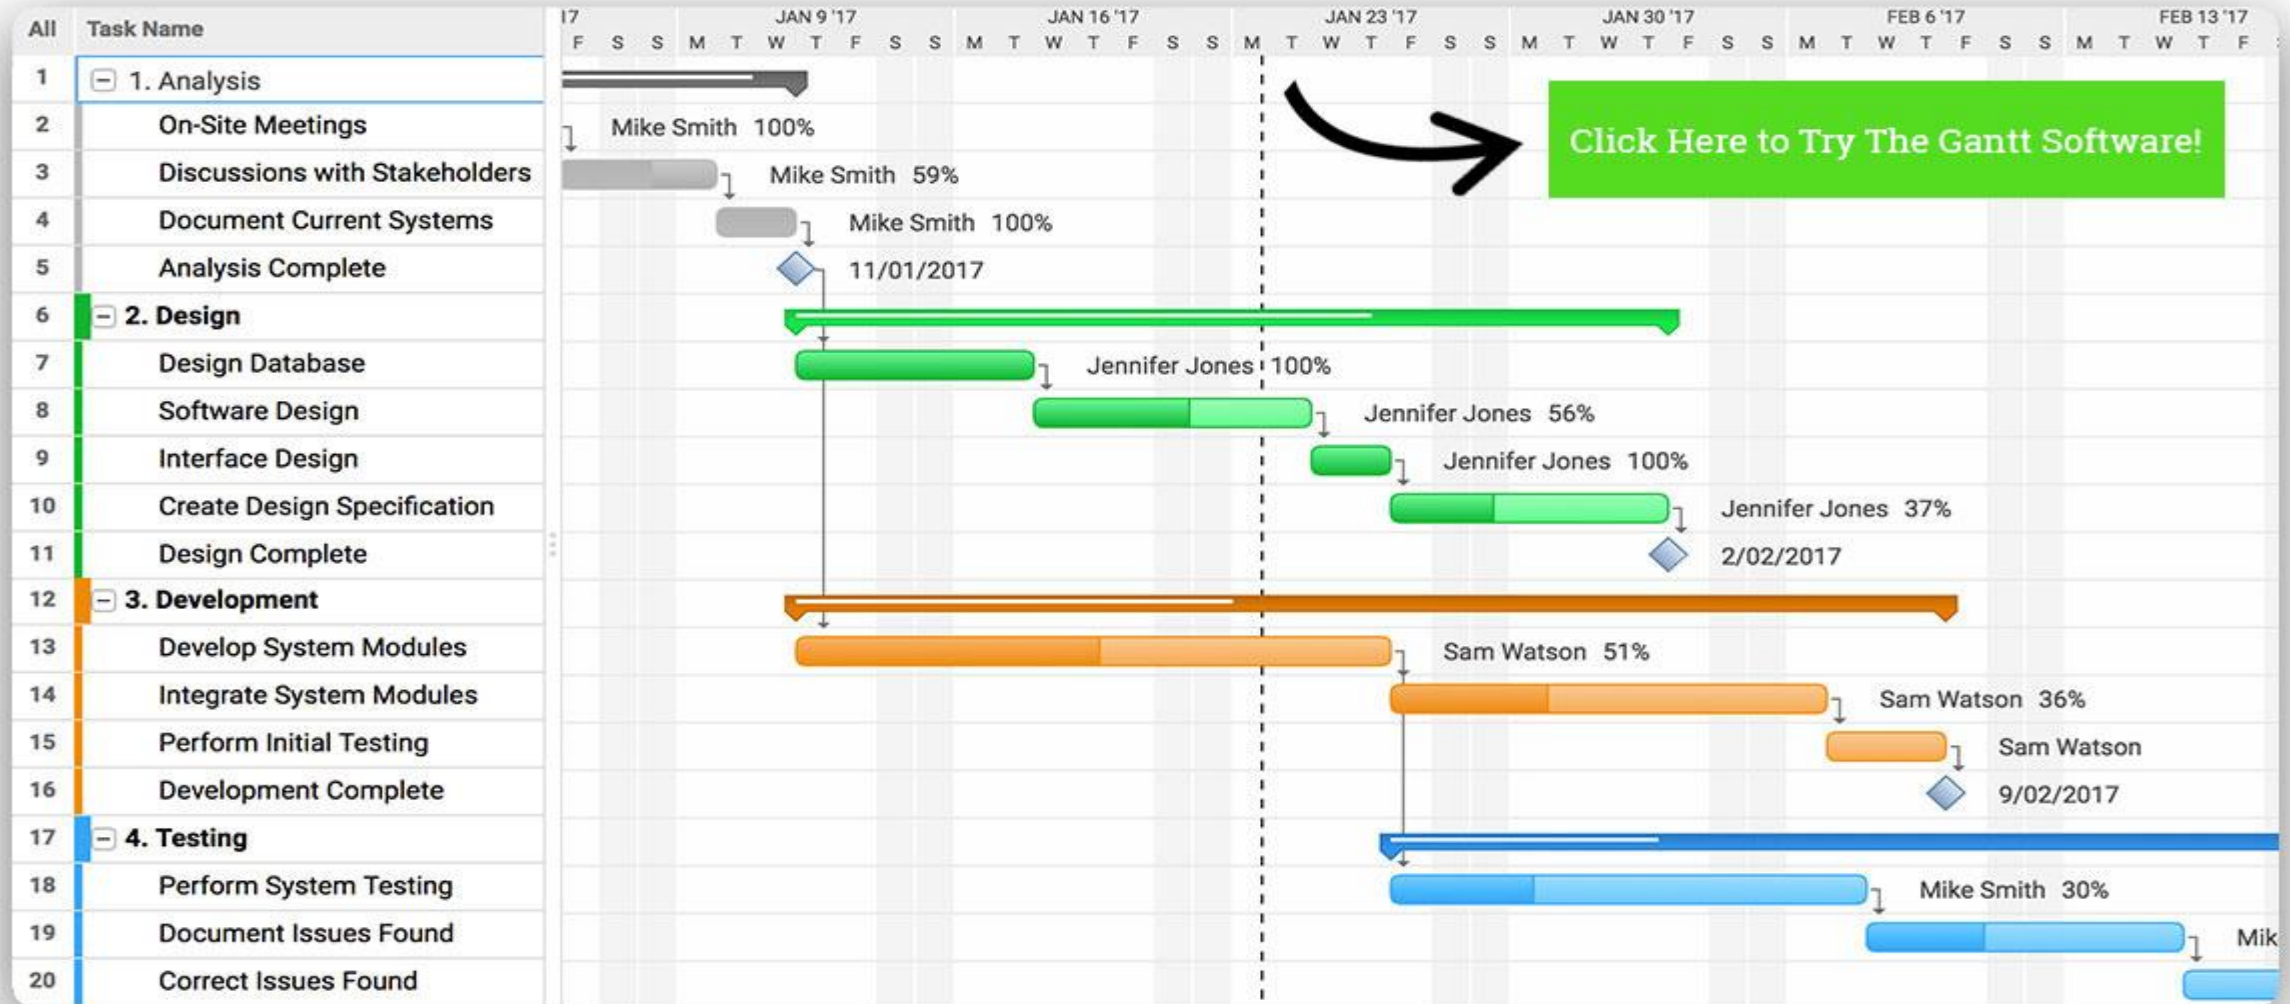 All Task Name 17 JAN 9 '17 JAN 16 '17 JAN 23 '17 JAN 30 '17 FEB 6 '17 FEB 13 '17
F S S M T W T F S S M T W T F S S M T W T F S S M T W T F S S M T W T F S S M T W T F
1 1. Analysis
2 On-Site Meetings Mike Smith 100%
Click Here to Try The Gantt Software!
3 Discussions with Stakeholders Mike Smith 59%
4 Document Current Systems Mike Smith 100%
5 Analysis Complete 11/01/2017
6 2. Design
7 Design Database Jennifer Jones 100%
8 Software Design Jennifer Jones 56%
9 Interface Design Jennifer Jones 100%
10 Create Design Specification Jennifer Jones 37%
11 Design Complete 2/02/2017
12 3. Development
13 Develop System Modules Sam Watson 51%
14 Integrate System Modules Sam Watson 36%
15 Perform Initial Testing Sam Watson
16 Development Complete 9/02/2017
17 4. Testing
18 Perform System Testing Mike Smith 30%
19 Document Issues Found Mik
20 Correct Issues Found